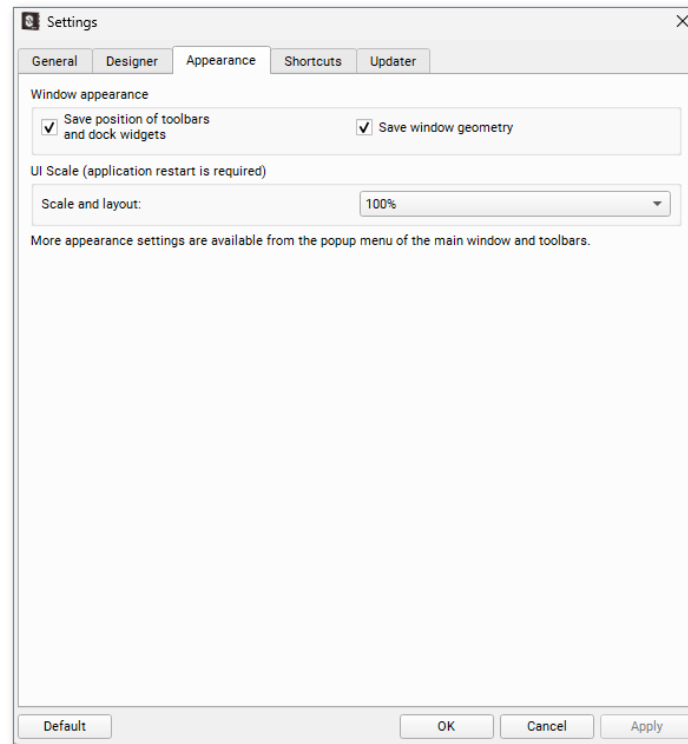 Settings
General Designer Appearance Shortcuts Updater
Window appearance
Save position of toolbars
and dock widgets
Save window geometry
UI Scale (application restart is required)
Scale and layout: 100%
More appearance settings are available from the popup menu of the main window and toolbars.
Default OK Cancel Apply